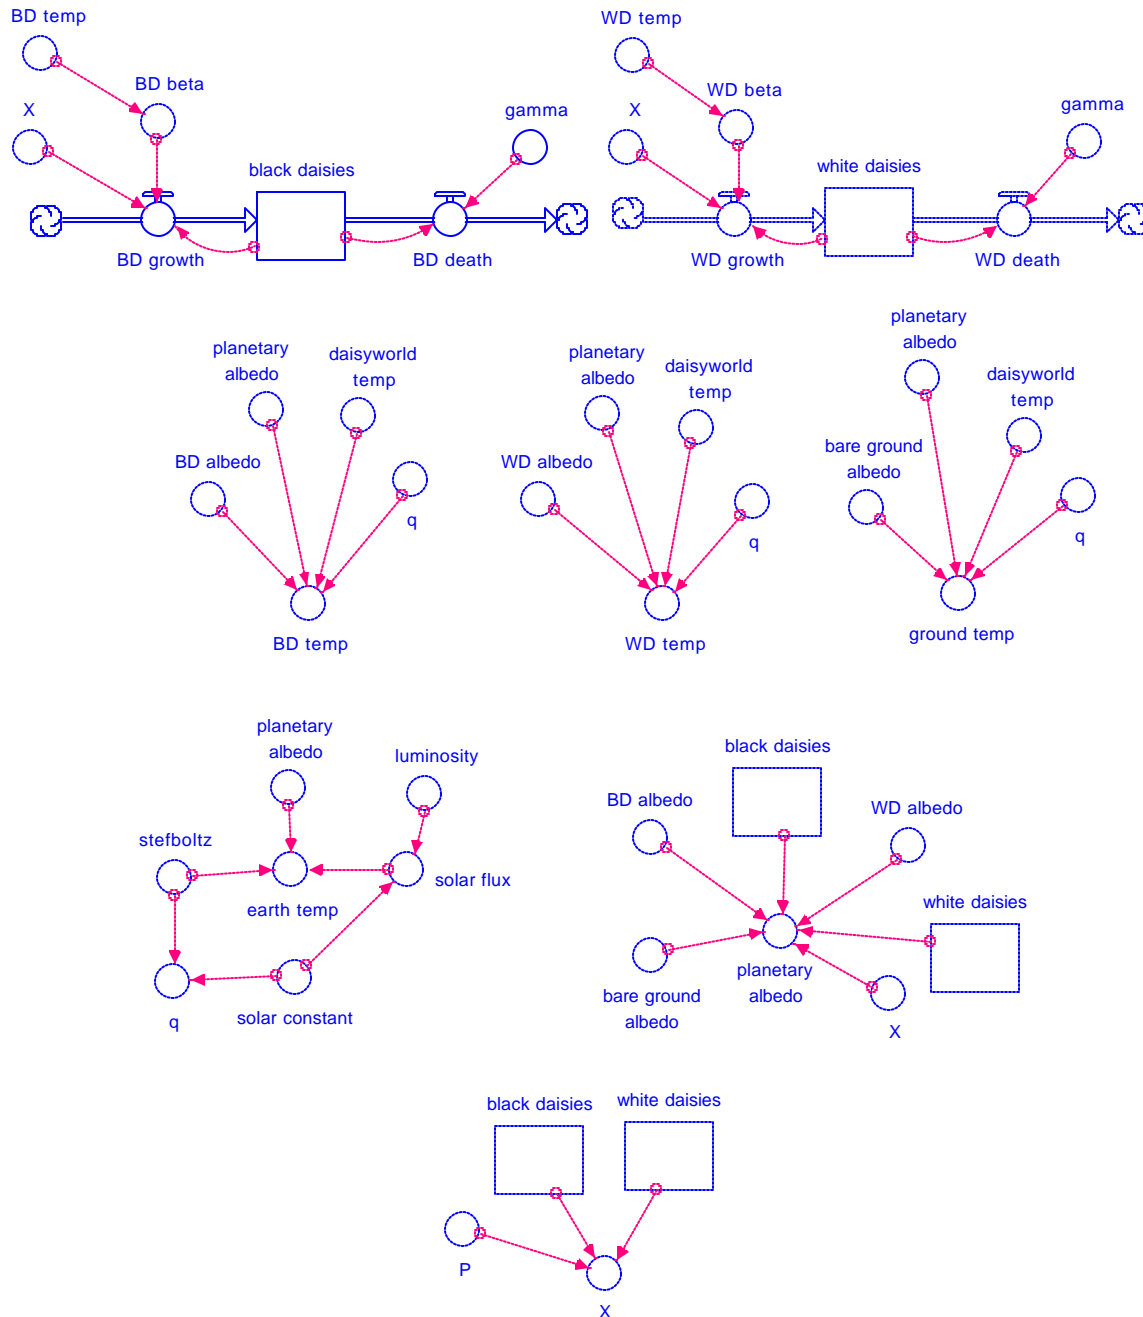 BD temp
WD temp
BD beta
WD beta
X
gamma
X
gamma
black daisies
white daisies
BD growth
BD death
WD growth
WD death
planetary
albedo
daisyworld
temp
BD albedo
q
BD temp
planetary
albedo
daisyworld
temp
WD albedo
q
WD temp
planetary
albedo
daisyworld
temp
bare ground
albedo
q
ground temp
planetary
albedo
luminosity
stefboltz
earth temp
solar flux
q
solar constant
black daisies
BD albedo
WD albedo
white daisies
bare ground
albedo
planetary
albedo
X
black daisies
white daisies
P
X